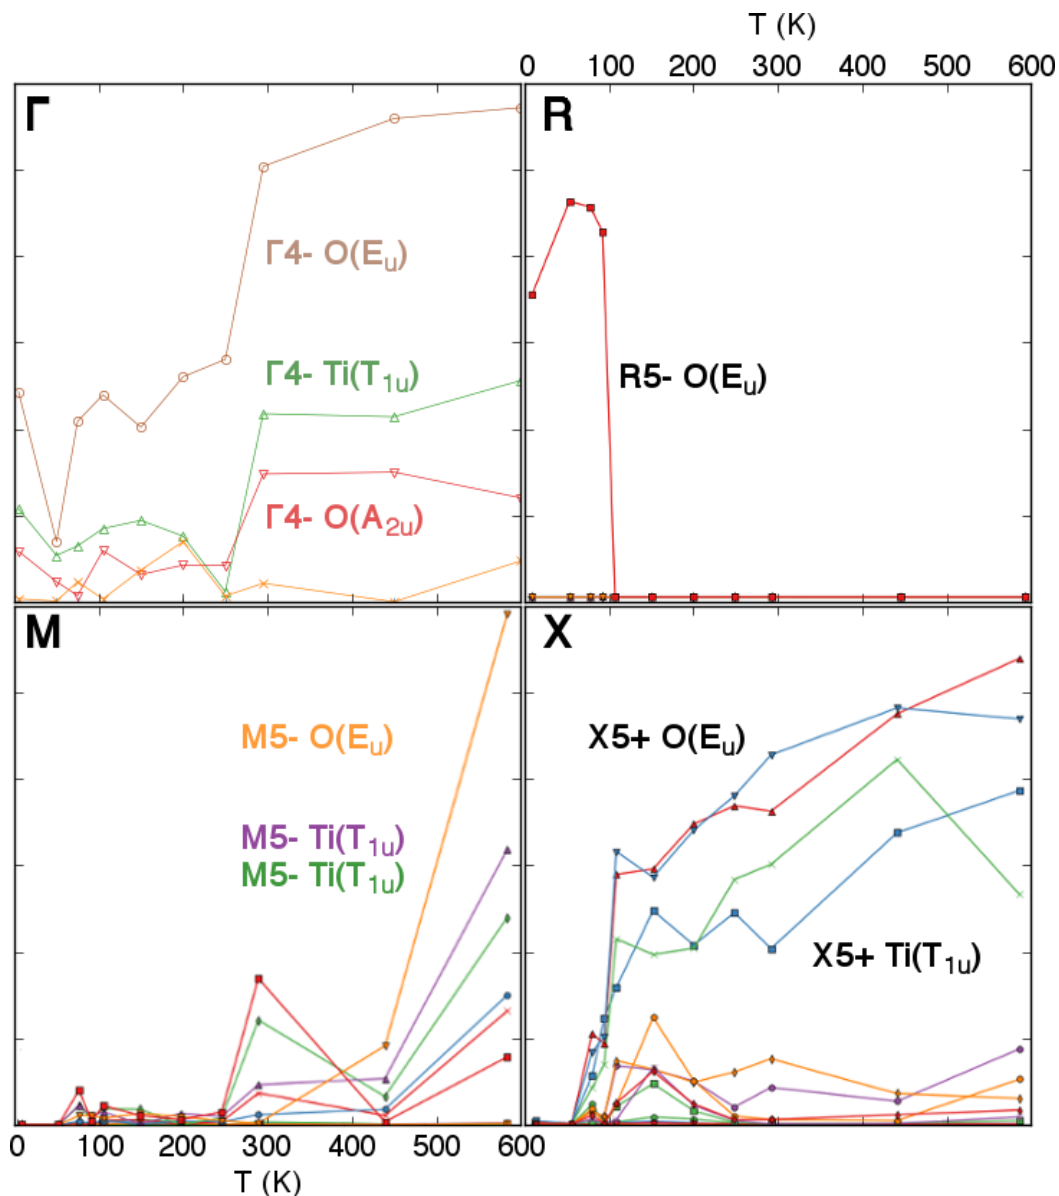 T (K)
0 100 200 300 400 500 600
Γ
R
Γ4- O(Eu)
Γ4- Ti(T1u)
R5- O(Eu)
Γ4- O(A2u)
M
X
M5- O(Eu)
X5+ O(Eu)
M5- Ti(T1u)
M5- Ti(T1u)
X5+ Ti(T1u)
0 100 200 300 400 500 600
T (K)